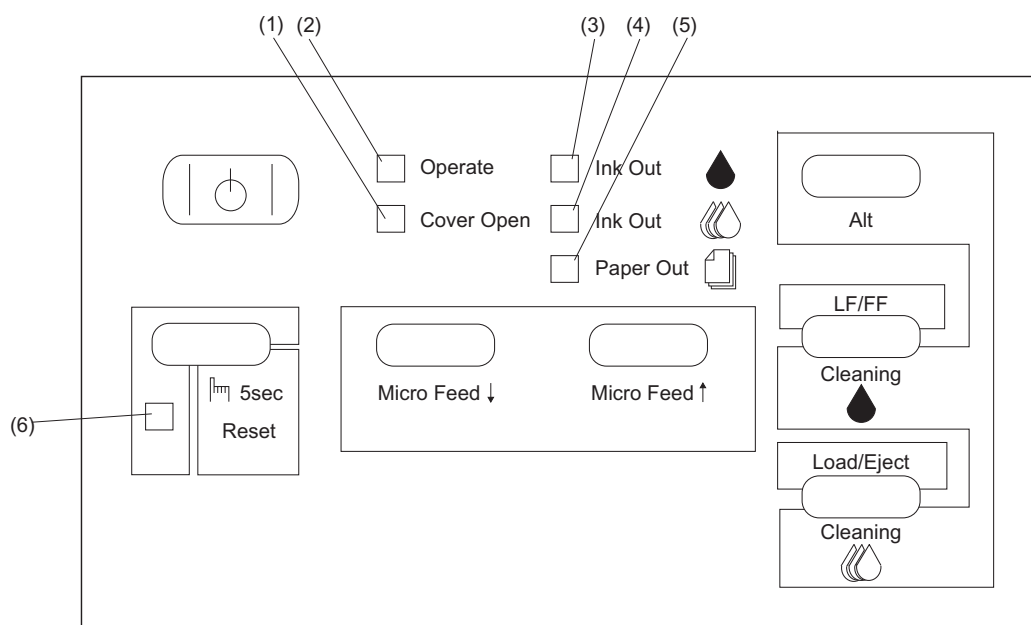 (1)
(2)
(3)
(4)
(5)
Operate
Ink Out
Cover Open
Ink Out
Alt
Paper Out
LF/FF
Micro Feed ↓
Micro Feed ↑
Cleaning
5sec
(6)
Reset
Load/Eject
Cleaning